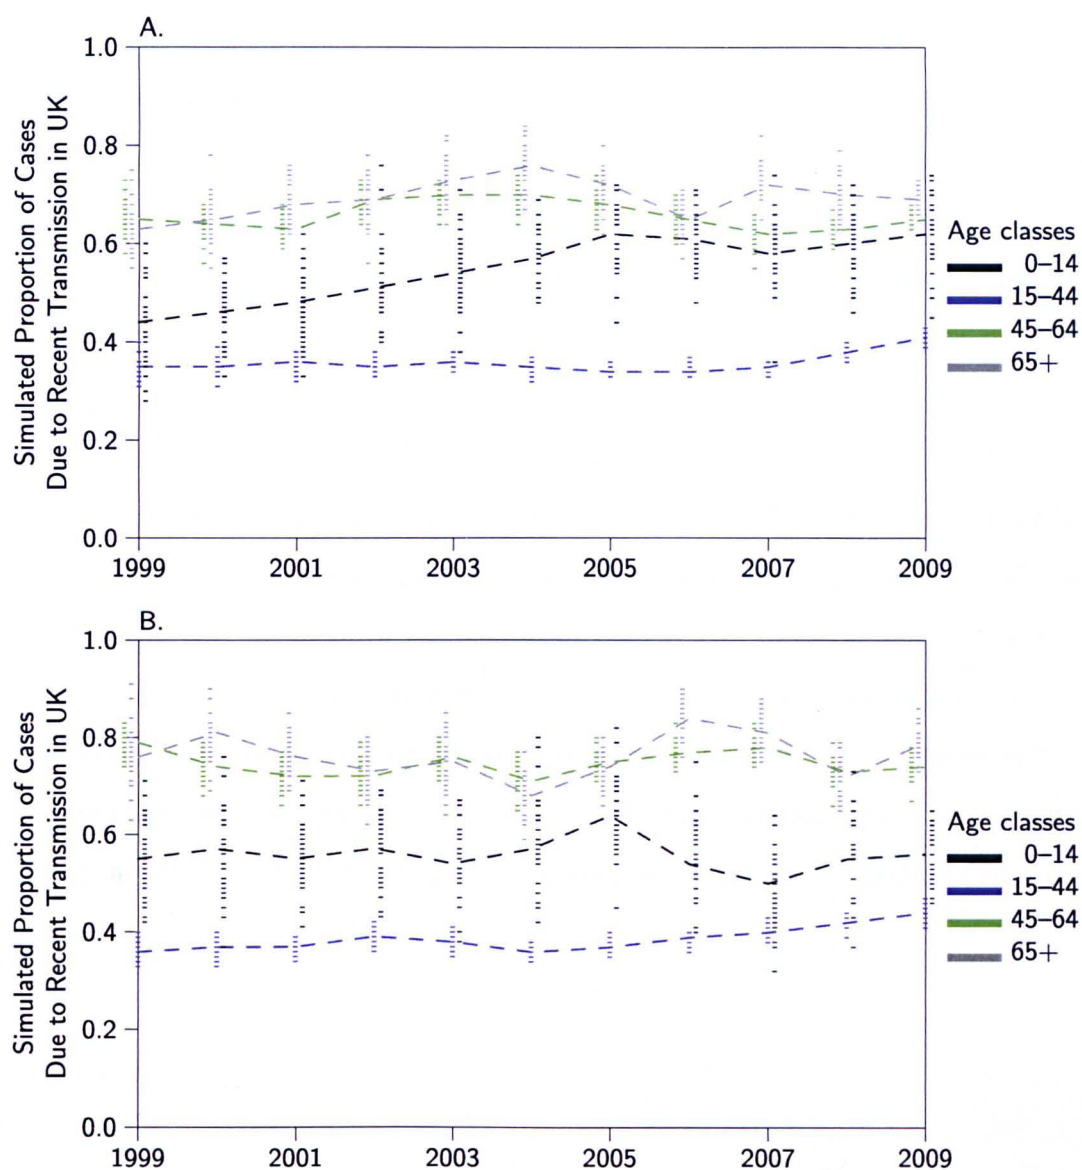 A.
Simulated Proportion of Cases
Due to Recent Transmission in UK
1.0
0.8
0.6
0.4
0.2
0.0
1999 2001 2003 2005 2007 2009
Age classes
0–14
15–44
45–64
65+
B.
Simulated Proportion of Cases
Due to Recent Transmission in UK
1.0
0.8
0.6
0.4
0.2
0.0
1999 2001 2003 2005 2007 2009
Age classes
0–14
15–44
45–64
65+